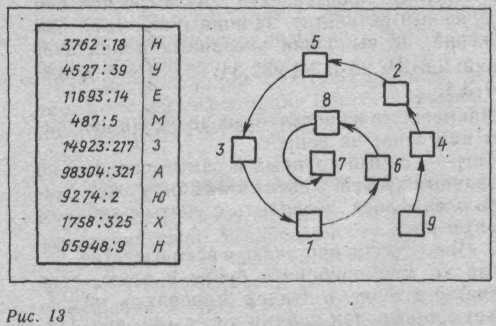 3762:18 Н
4527:39 У
11693:14 Е
487:5 М
14923:217 З
98304:321 А
9274:2 Ю
1758:325 Х
65948:9 Н
5
2
8
3
4
7
6
1
9
Рис. 13